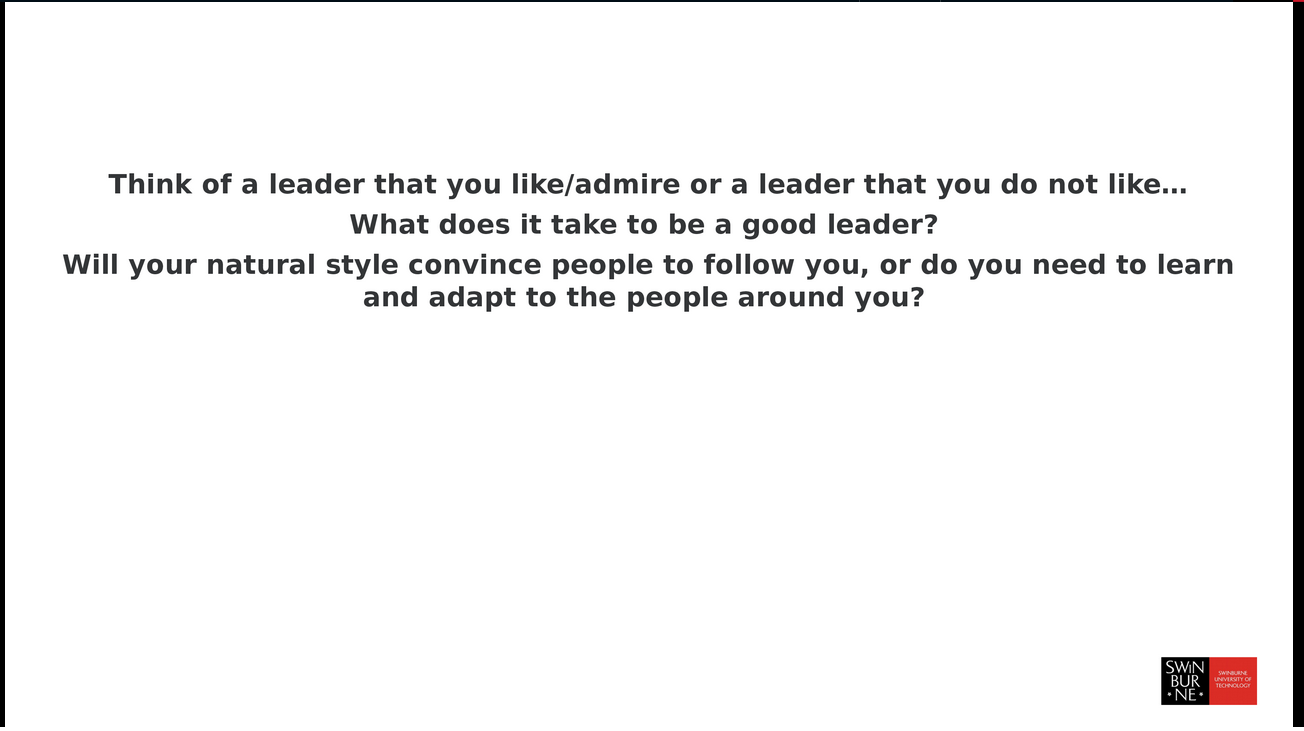 Think of a leader that you like/admire or a leader that you do not like…
What does it take to be a good leader?
Will your natural style convince people to follow you, or do you need to learn
and adapt to the people around you?
SWIN
BUR
* NE *
SWINBURNE
UNIVERSITY OF
TECHNOLOGY